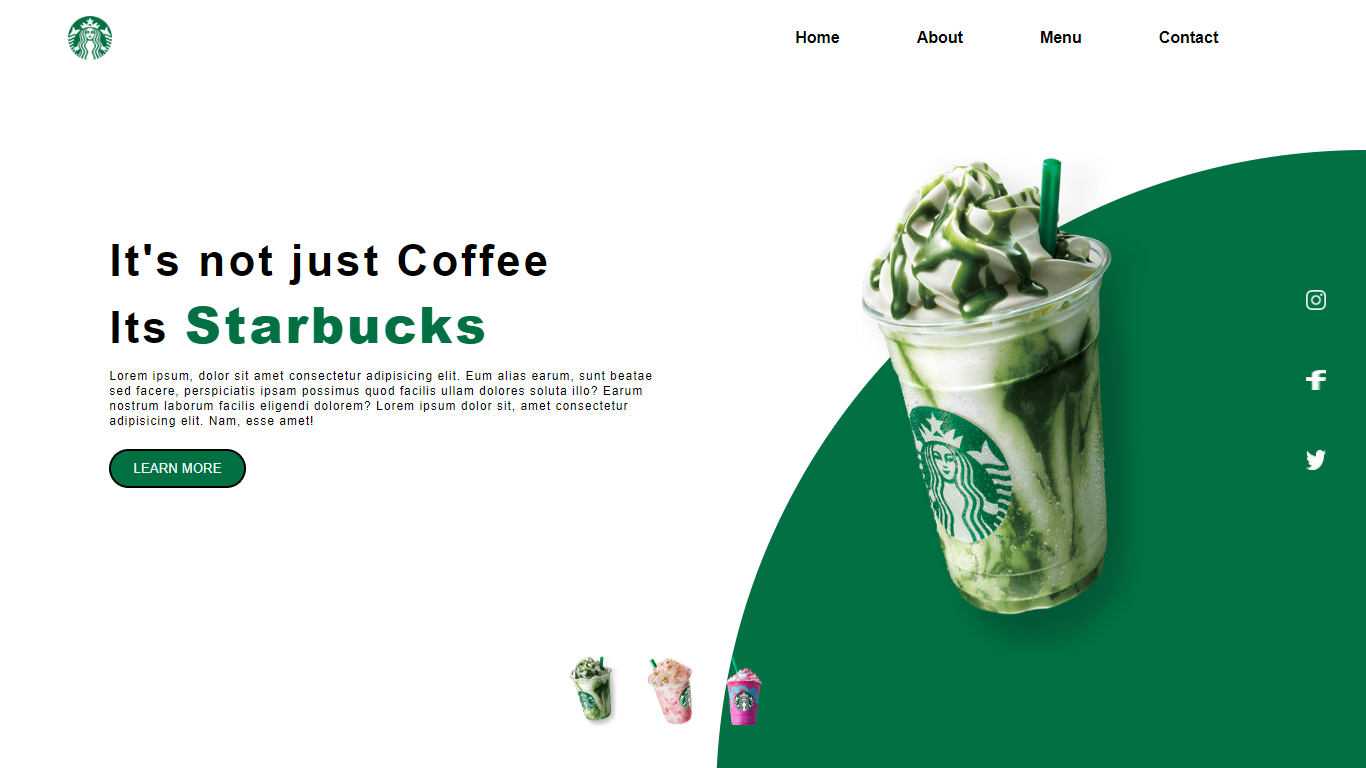 Home About Menu Contact
It's not just Coffee
Its Starbucks
Lorem ipsum, dolor sit amet consectetur adipisicing elit. Eum alias earum, sunt beatae
sed facere, perspiciatis ipsam possimus quod facilis ullam dolores soluta illo? Earum
nostrum laborum facilis eligendi dolorem? Lorem ipsum dolor sit, amet consectetur
adipisicing elit. Nam, esse amet!
LEARN MORE